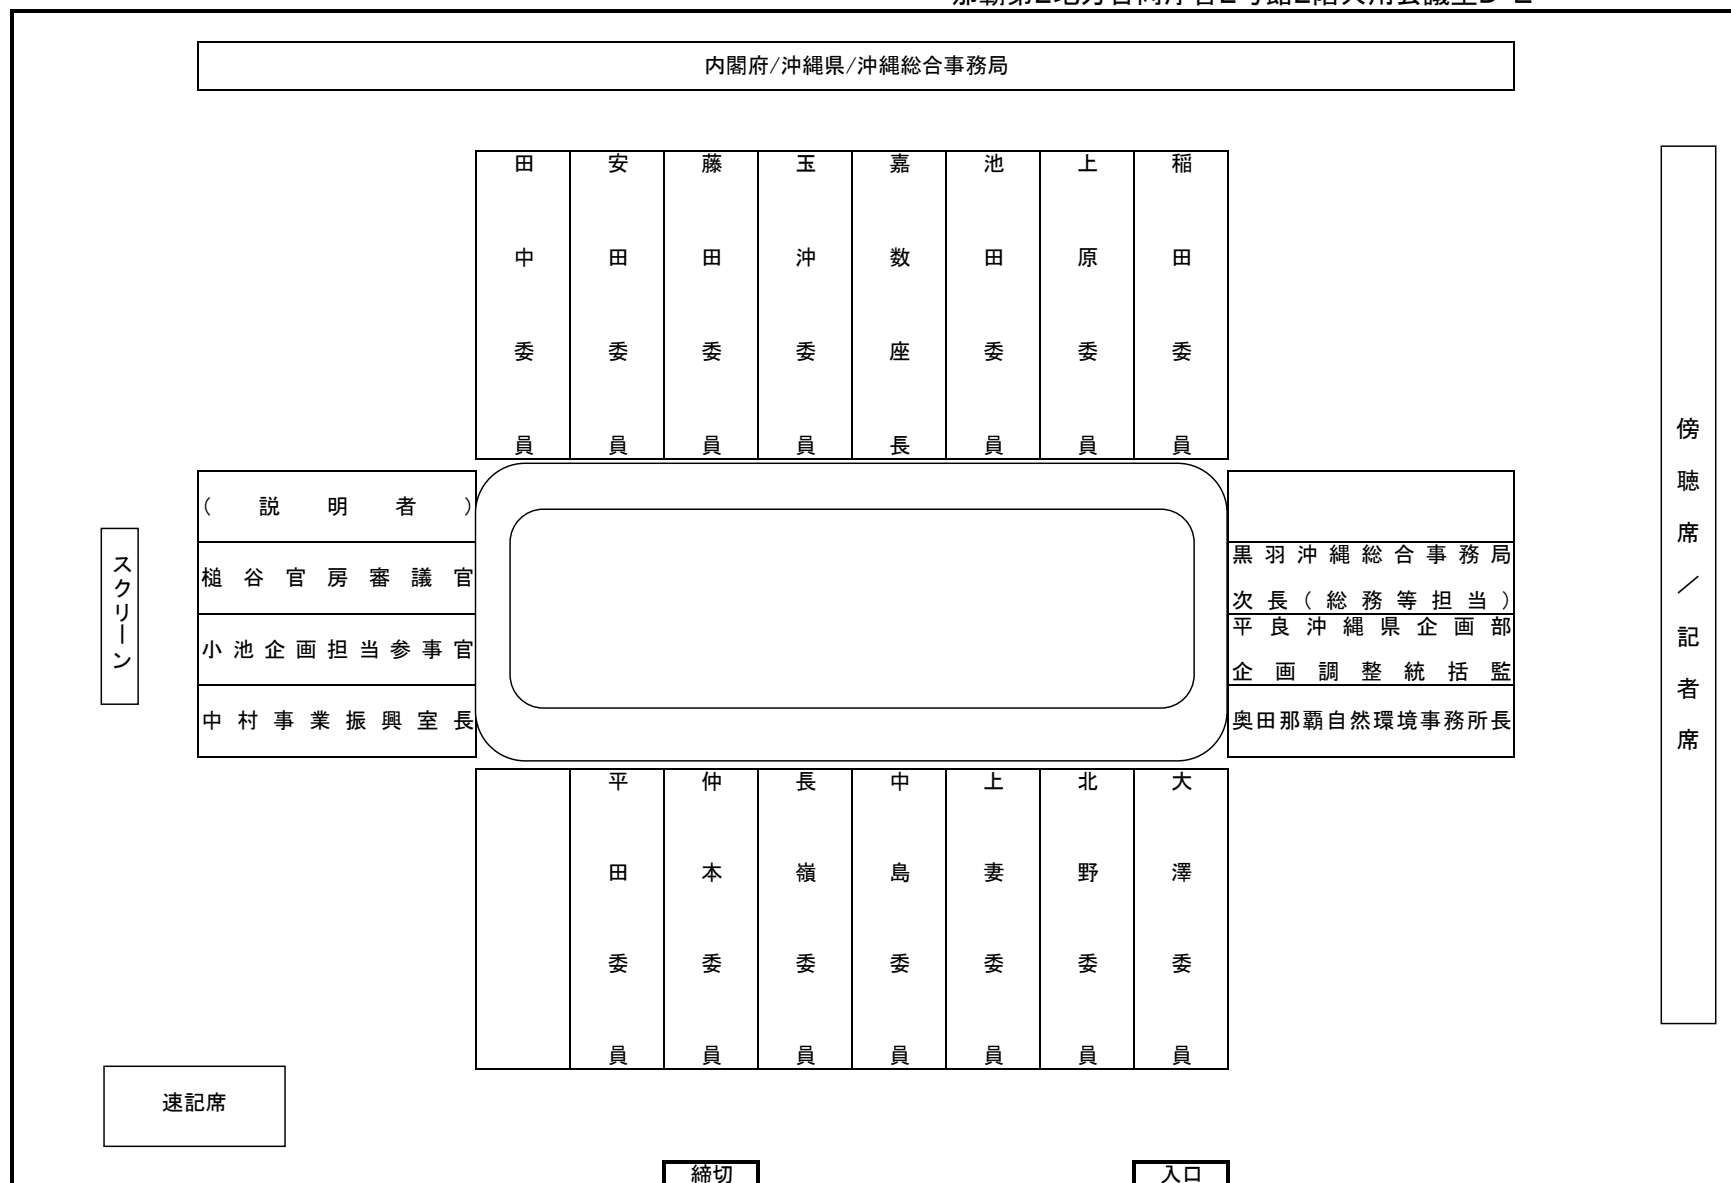 内閣府/沖縄県/沖縄総合事務局
田中委員
安田委員
藤田委員
玉沖委員
嘉数座長
池田委員
上原委員
稲田委員
(説明者)
槌谷官房審議官
小池企画担当参事官
中村事業振興室長
スクリーン
黒羽沖縄総合事務局
次長(総務等担当)
平良沖縄県企画部
企画調整統括監
奥田那覇自然環境事務所長
傍聴席/記者席
平田委員
仲本委員
長嶺委員
中島委員
上妻委員
北野委員
大澤委員
速記席
締切
入口